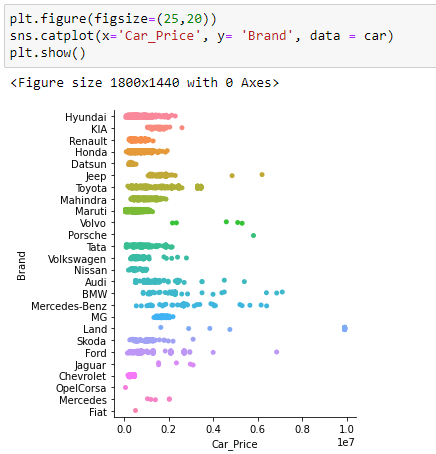 plt.figure(figsize=(25,20))
sns.catplot(x='Car_Price', y= 'Brand', data = car)
plt.show()
<Figure size 1800x1440 with 0 Axes>
Hyundai
KIA
Renault
Honda
Datsun
Jeep
Toyota
Mahindra
Maruti
Volvo
Porsche
Tata
Volkswagen
Nissan
Audi
BMW
Mercedes-Benz
MG
Land
Skoda
Ford
Jaguar
Chevrolet
OpelCorsa
Mercedes
Fiat
Brand
0.0 0.2 0.4 0.6 0.8 1.0
1e7
Car_Price